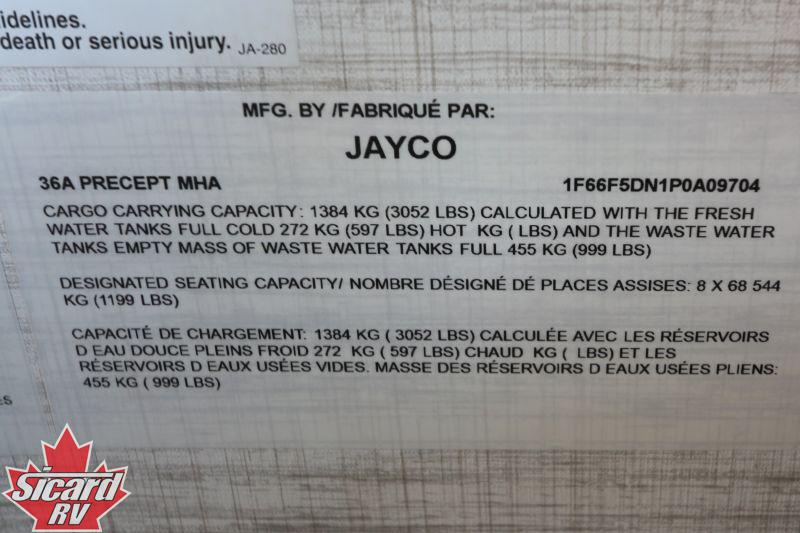 idelines.
death or serious injury. JA-280
MFG. BY /FABRIQUÉ PAR:
JAYCO
36A PRECEPT MHA 1F66F5DN1P0A09704
CARGO CARRYING CAPACITY: 1384 KG (3052 LBS) CALCULATED WITH THE FRESH
WATER TANKS FULL COLD 272 KG (597 LBS) HOT  KG ( LBS) AND THE WASTE WATER
TANKS EMPTY MASS OF WASTE WATER TANKS FULL 455 KG (999 LBS)
DESIGNATED SEATING CAPACITY/ NOMBRE DÉSIGNÉ DÉ PLACES ASSISES: 8 X 68 544
KG (1199 LBS)
CAPACITÉ DE CHARGEMENT: 1384 KG ( 3052 LBS) CALCULÉE AVEC LES RÉSERVOIRS
D EAU DOUCE PLEINS FROID 272  KG ( 597 LBS) CHAUD  KG (  LBS) ET LES
RÉSERVOIRS D EAUX USÉES VIDES. MASSE DES RÉSERVOIRS D EAUX USÉES PLIENS:
455 KG ( 999 LBS)
ES
Sicard
RV